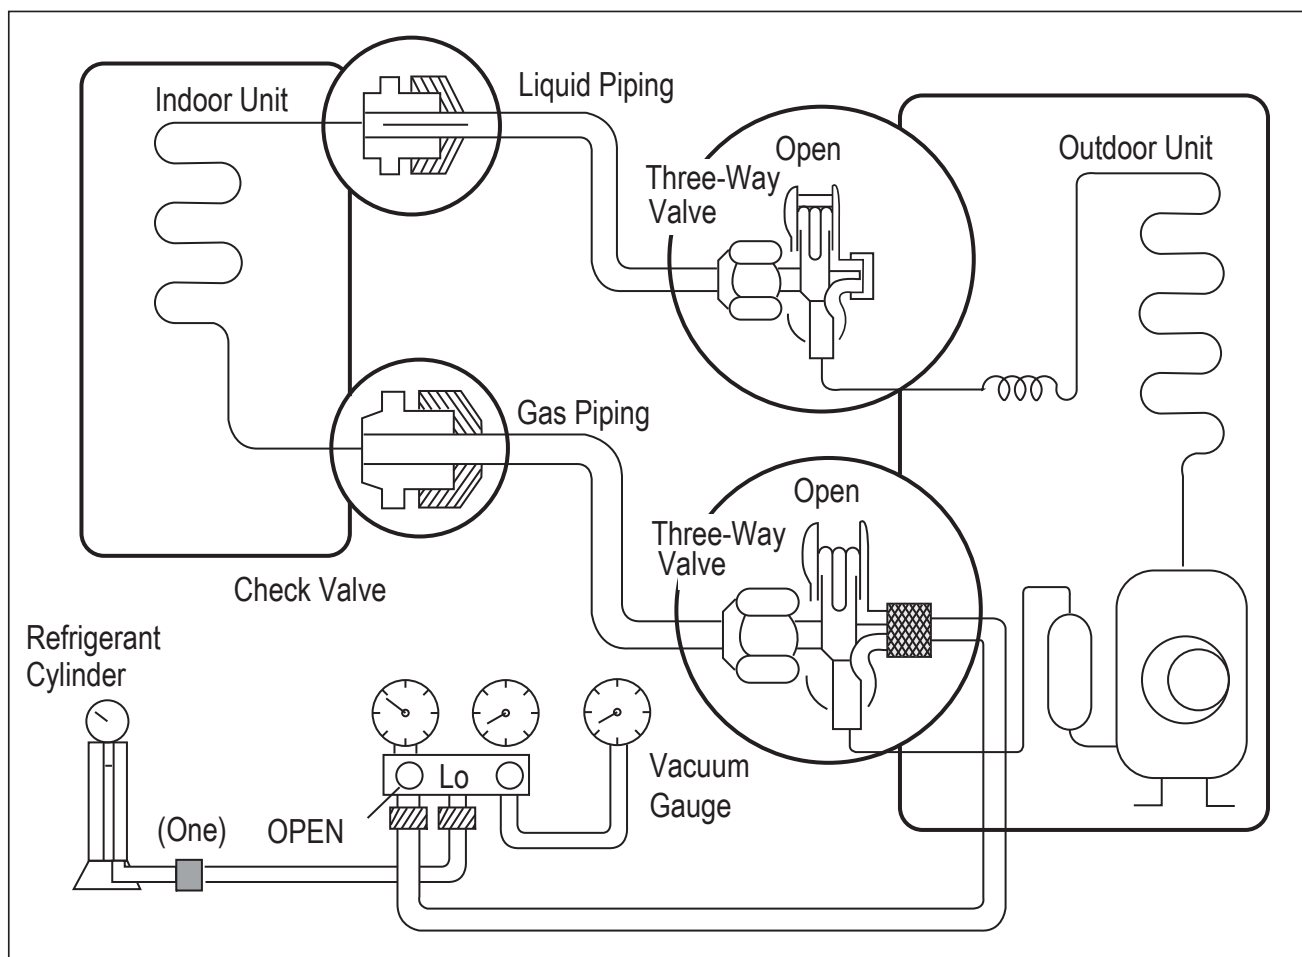 Indoor Unit
Liquid Piping
Open
Three-Way
Valve
Outdoor Unit
Gas Piping
Open
Three-Way
Valve
Check Valve
Refrigerant
Cylinder
Lo
Vacuum
Gauge
(One)
OPEN